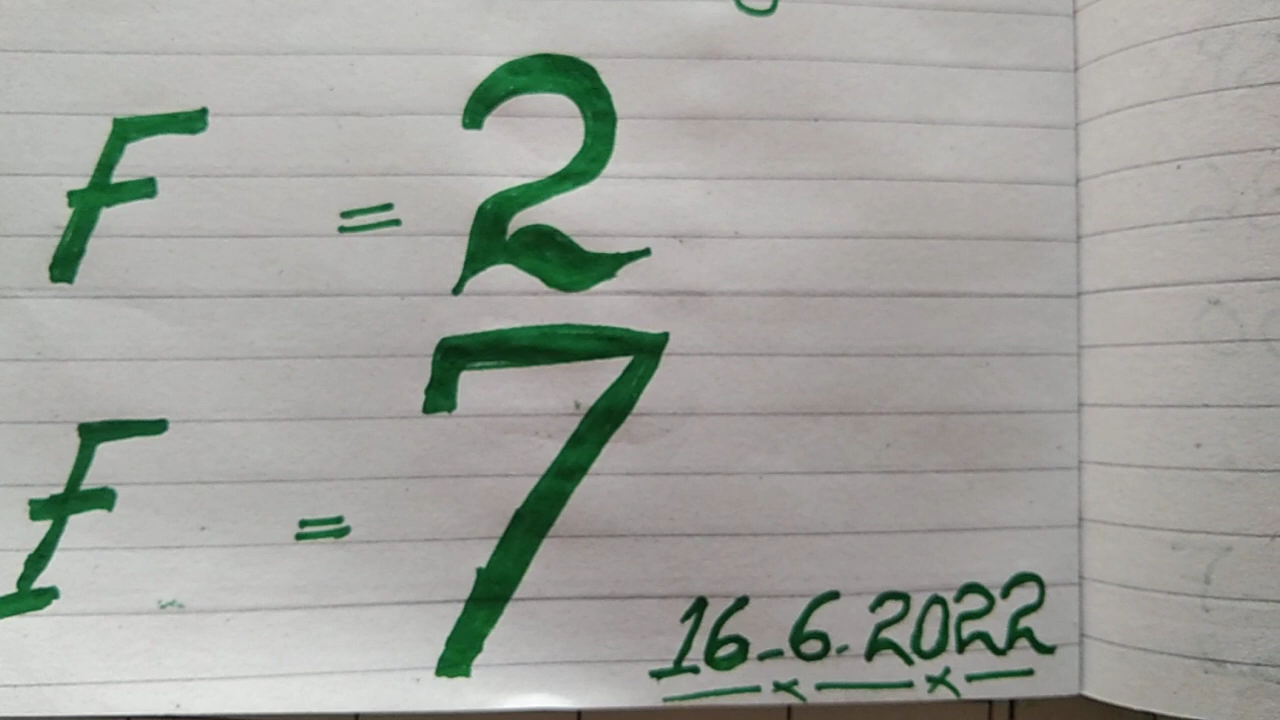 F = 2
F = 7
16-6.2022